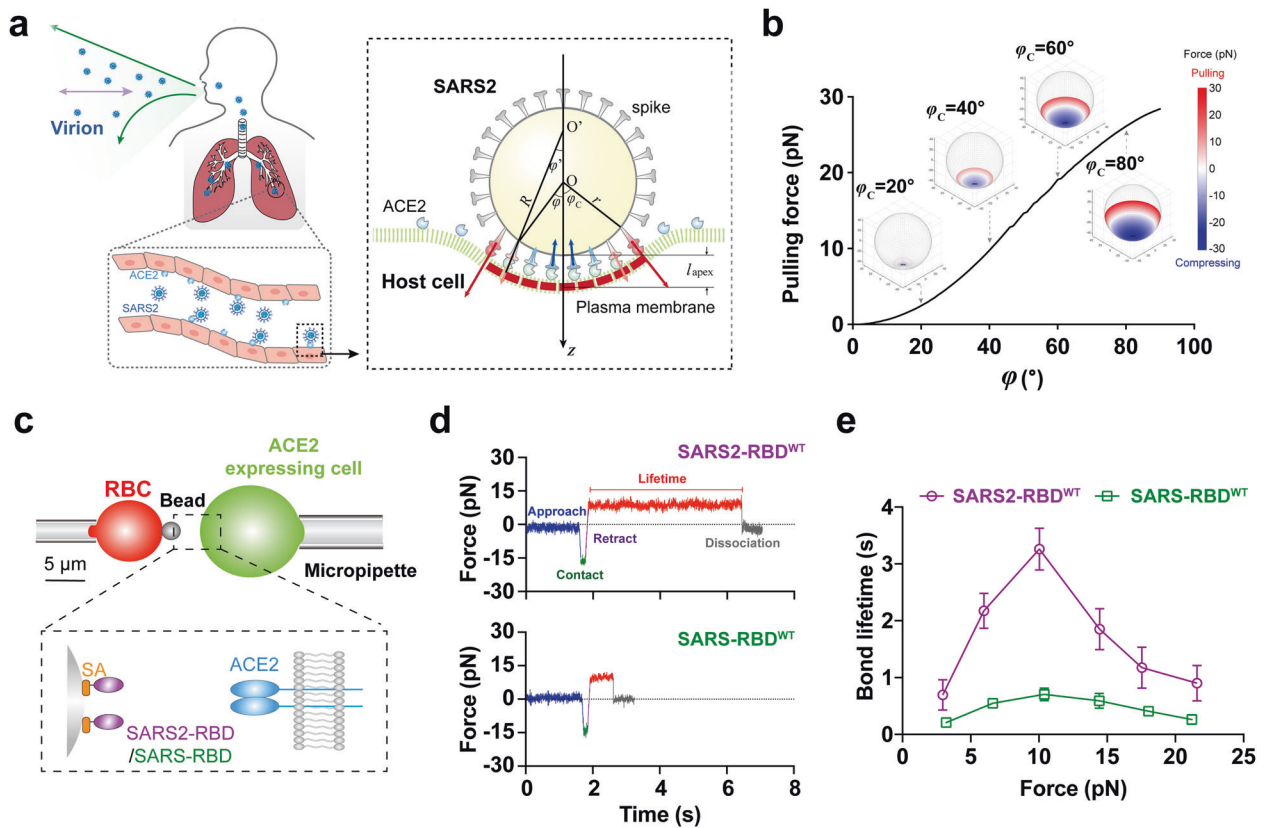 a
Virion
ACE2
SARS2
SARS2
spike
O'
φ'
R
O
φ
φC
r
ACE2
Host cell
lapex
Plasma membrane
z
b
Pulling force (pN)
30
20
10
0
0
20
40
60
80
100
φ (°)
φC=20°
φC=40°
φC=60°
φC=80°
Force (pN)
Pulling
30
20
10
0
-10
-20
-30
Compressing
c
RBC
Bead
ACE2
expressing cell
5 μm
Micropipette
SA
ACE2
SARS2-RBD
/SARS-RBD
d
SARS2-RBDWT
Force (pN)
30
15
0
-15
-30
Lifetime
Approach
Retract
Contact
Dissociation
SARS-RBDWT
Force (pN)
30
15
0
-15
-30
0
2
4
6
8
Time (s)
e
SARS2-RBDWT
SARS-RBDWT
Bond lifetime (s)
4
3
2
1
0
0
5
10
15
20
25
Force (pN)